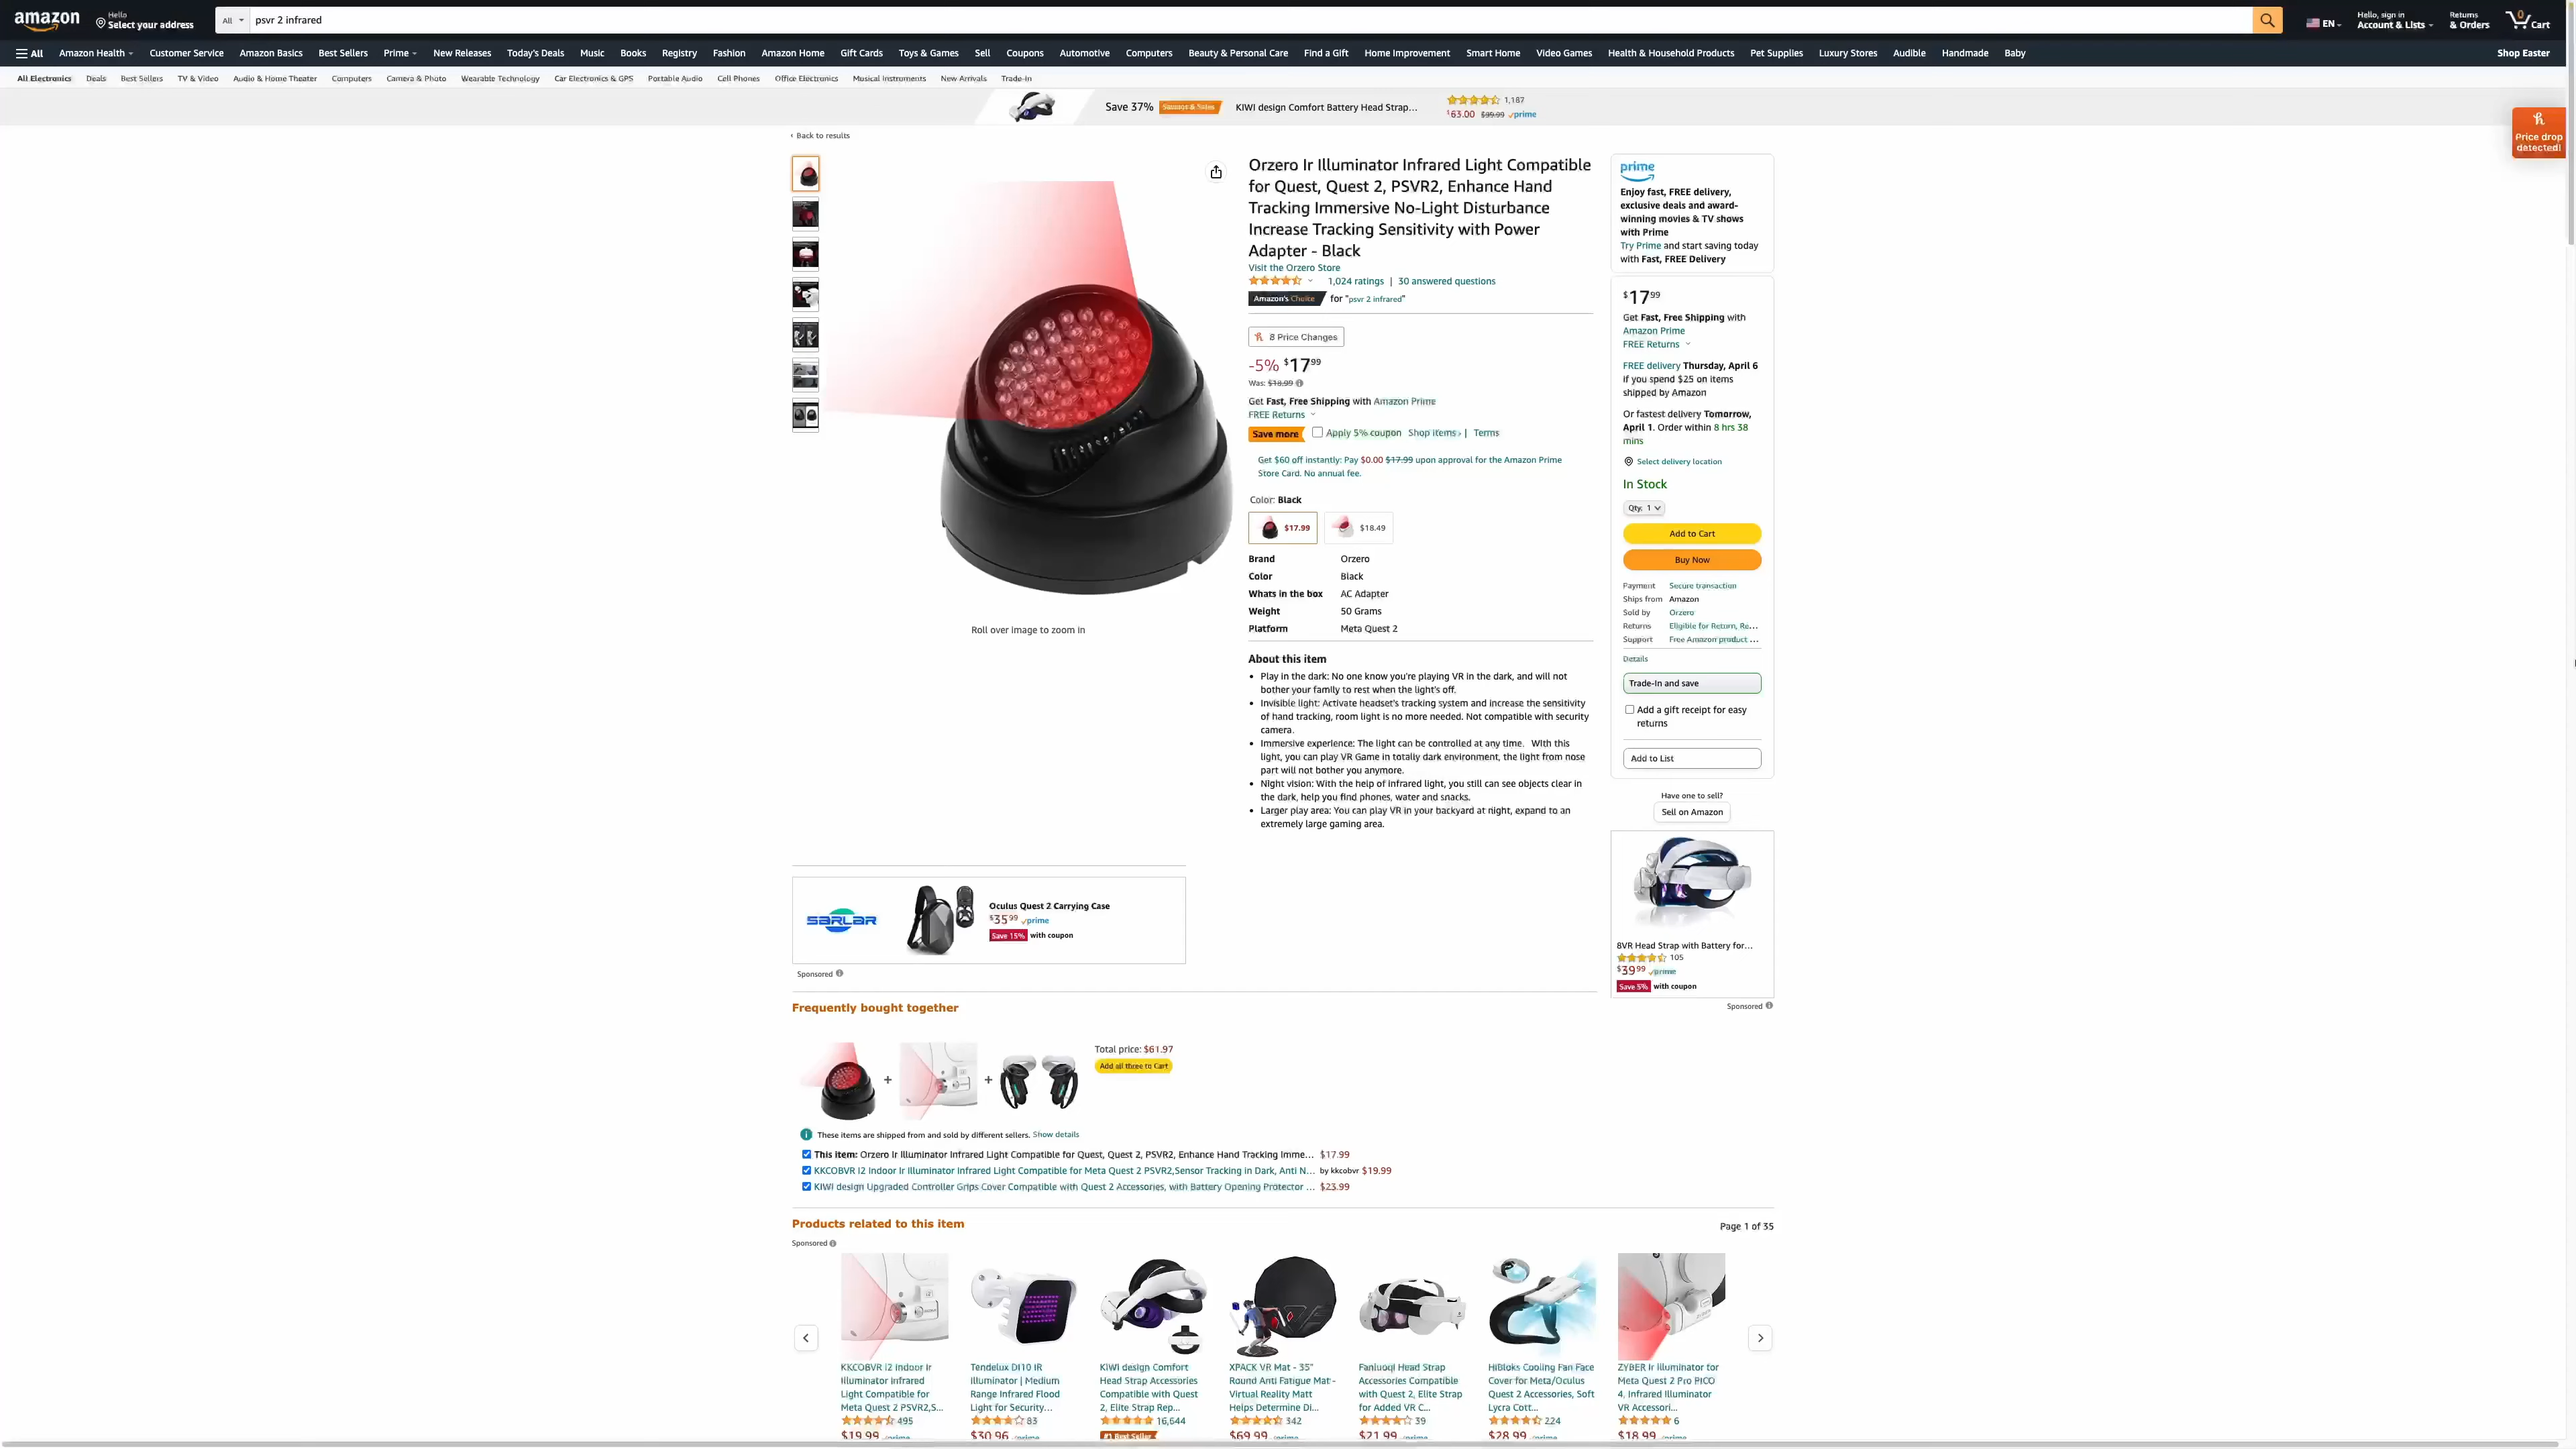 amazon
Hello
Select your address
All
psvr 2 infrared
EN
Hello, sign in
Account & Lists
Returns
& Orders
0
Cart
All
Amazon Health
Customer Service
Amazon Basics
Best Sellers
Prime
New Releases
Today's Deals
Music
Books
Registry
Fashion
Amazon Home
Gift Cards
Toys & Games
Sell
Coupons
Automotive
Computers
Beauty & Personal Care
Find a Gift
Home Improvement
Smart Home
Video Games
Health & Household Products
Pet Supplies
Luxury Stores
Audible
Handmade
Baby
Shop Easter
All Electronics
Deals
Best Sellers
TV & Video
Audio & Home Theater
Computers
Camera & Photo
Wearable Technology
Car Electronics & GPS
Portable Audio
Cell Phones
Office Electronics
Musical Instruments
New Arrivals
Trade-In
Save 37%
KIWI design Comfort Battery Head Strap...
1,187
$63.00 $99.99 prime
Price drop
detected!
‹ Back to results
Orzero Ir Illuminator Infrared Light Compatible
for Quest, Quest 2, PSVR2, Enhance Hand
Tracking Immersive No-Light Disturbance
Increase Tracking Sensitivity with Power
Adapter - Black
Visit the Orzero Store
1,024 ratings | 30 answered questions
Amazon's Choice for "psvr 2 infrared"
8 Price Changes
-5% $17 99
Was: $18.99
Get Fast, Free Shipping with Amazon Prime
FREE Returns
Save more Apply 5% coupon Shop items › | Terms
Get $60 off instantly: Pay $0.00 $17.99 upon approval for the Amazon Prime
Store Card. No annual fee.
Color: Black
$17.99
$18.49
Brand Orzero
Color Black
Whats in the box AC Adapter
Weight 50 Grams
Platform Meta Quest 2
About this item
• Play in the dark: No one know you're playing VR in the dark, and will not
bother your family to rest when the light's off.
• Invisible light: Activate headset's tracking system and increase the sensitivity
of hand tracking, room light is no more needed. Not compatible with security
camera.
• Immersive experience: The light can be controlled at any time. With this
light, you can play VR Game in totally dark environment, the light from nose
part will not bother you anymore.
• Night vision: With the help of infrared light, you still can see objects clear in
the dark, help you find phones, water and snacks.
• Larger play area: You can play VR in your backyard at night, expand to an
extremely large gaming area.
Roll over image to zoom in
prime
Enjoy fast, FREE delivery,
exclusive deals and award-
winning movies & TV shows
with Prime
Try Prime and start saving today
with Fast, FREE Delivery
$17 99
Get Fast, Free Shipping with
Amazon Prime
FREE Returns
FREE delivery Thursday, April 6
if you spend $25 on items
shipped by Amazon
Or fastest delivery Tomorrow,
April 1. Order within 8 hrs 38
mins
Select delivery location
In Stock
Qty: 1
Add to Cart
Buy Now
Payment Secure transaction
Ships from Amazon
Sold by Orzero
Returns Eligible for Return, Re...
Support Free Amazon product ...
Details
Trade-In and save
Add a gift receipt for easy
returns
Add to List
Have one to sell?
Sell on Amazon
8VR Head Strap with Battery for...
105
$39 99 prime
Save 5% with coupon
Sponsored
SARLAR
Oculus Quest 2 Carrying Case
$35 99 prime
Save 15% with coupon
Sponsored
Frequently bought together
+
+
Total price: $61.97
Add all three to Cart
These items are shipped from and sold by different sellers. Show details
This item: Orzero Ir Illuminator Infrared Light Compatible for Quest, Quest 2, PSVR2, Enhance Hand Tracking Imme... $17.99
KKCOBVR I2 Indoor Ir Illuminator Infrared Light Compatible for Meta Quest 2 PSVR2,Sensor Tracking in Dark, Anti N... by kkcobvr $19.99
KIWI design Upgraded Controller Grips Cover Compatible with Quest 2 Accessories, with Battery Opening Protector ... $23.99
Products related to this item
Page 1 of 35
Sponsored
KKCOBVR I2 Indoor Ir
Illuminator Infrared
Light Compatible for
Meta Quest 2 PSVR2,S...
495
$19.99 prime
Tendelux DI10 IR
Illuminator | Medium
Range Infrared Flood
Light for Security...
83
$30.96 prime
KIWI design Comfort
Head Strap Accessories
Compatible with Quest
2, Elite Strap Rep...
16,644
#1 Best Seller
XPACK VR Mat - 35"
Round Anti Fatigue Mat -
Virtual Reality Matt
Helps Determine Di...
342
$69.99 prime
Fanluoqi Head Strap
Accessories Compatible
with Quest 2, Elite Strap
for Added VR C...
39
$21.99 prime
HiBloks Cooling Fan Face
Cover for Meta/Oculus
Quest 2 Accessories, Soft
Lycra Cott...
224
$28.99 prime
ZYBER Ir Illuminator for
Meta Quest 2 Pro PICO
4, Infrared Illuminator
VR Accessori...
6
$18.99 prime